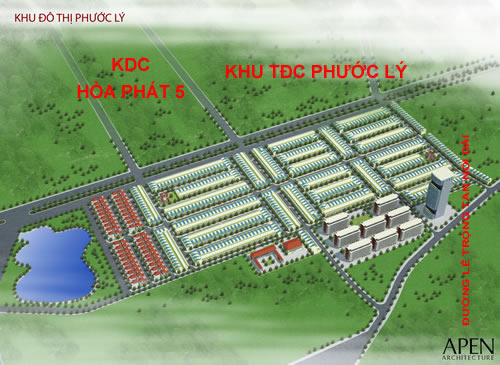 KHU ĐÔ THỊ PHƯỚC LÝ
KDC
HÒA PHÁT 5
KHU TĐC PHƯỚC LÝ
ĐƯỜNG LÊ TRỌNG TẤN NỐI DÀI
APEN
ARCHITECTURE